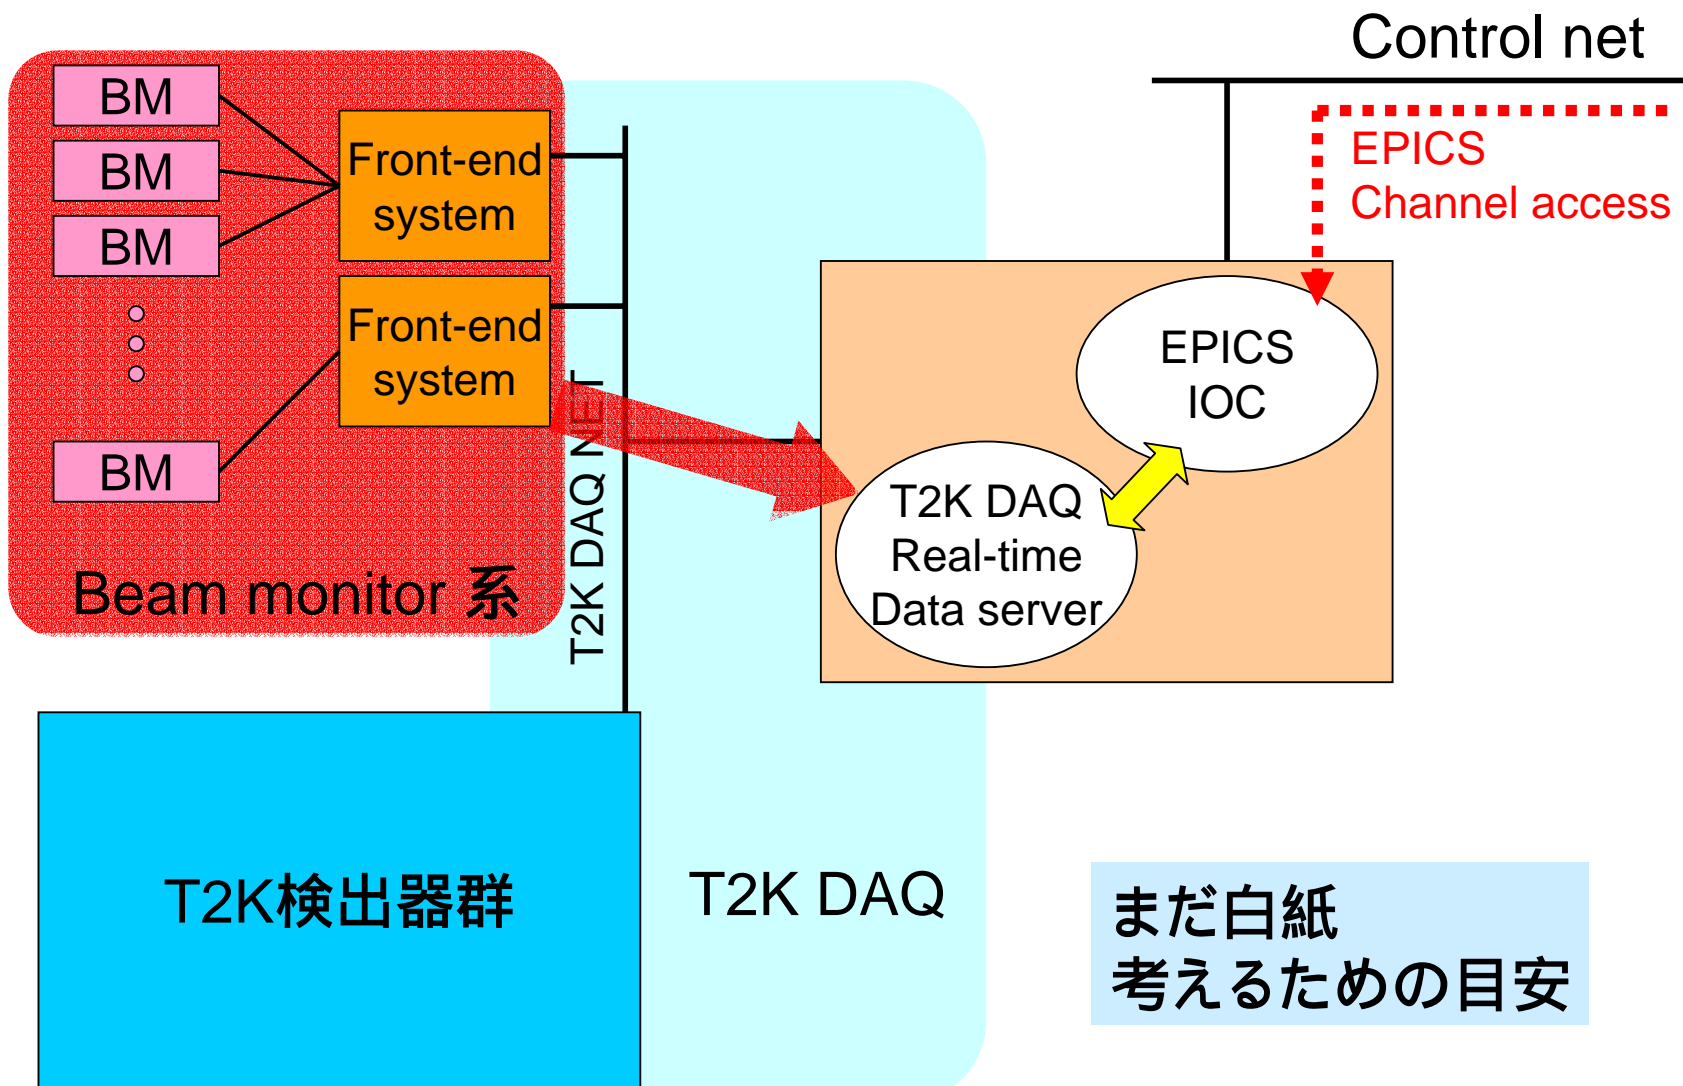 Control net
EPICS
Channel access
BM
BM
BM
BM
Front-end
system
Front-end
system
Beam monitor 系
T2K DAQ NET
EPICS
IOC
T2K DAQ
Real-time
Data server
T2K検出器群
T2K DAQ
まだ白紙
考えるための目安